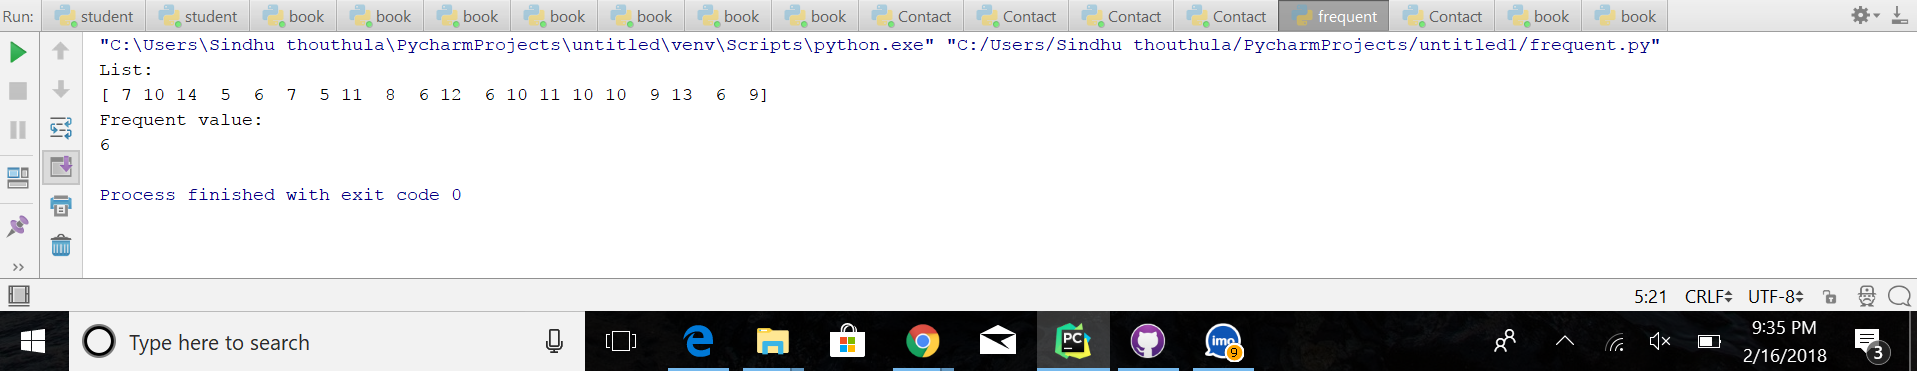 Run: student student book book book book book book book Contact Contact Contact Contact frequent Contact book book
"C:\Users\Sindhu thouthula\PycharmProjects\untitled\venv\Scripts\python.exe" "C:/Users/Sindhu thouthula/PycharmProjects/untitled1/frequent.py"
List:
[ 7 10 14  5  6  7  5 11  8  6 12  6 10 11 10 10  9 13  6  9]
Frequent value:
6
Process finished with exit code 0
5:21 CRLF UTF-8
Type here to search
PC
imo
9
9:35 PM
2/16/2018
3